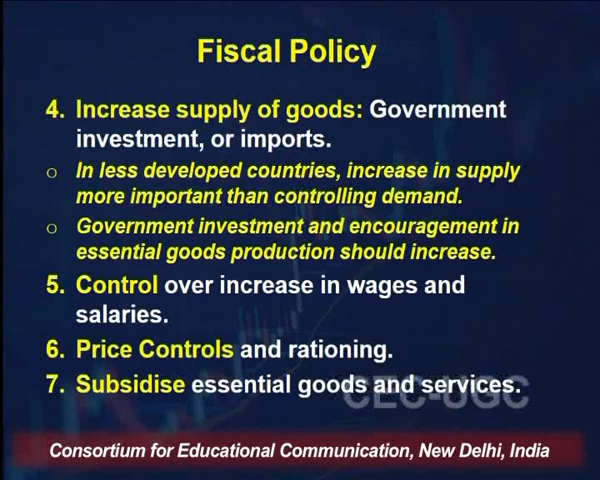 Fiscal Policy
4. Increase supply of goods: Government
investment, or imports.
o In less developed countries, increase in supply
more important than controlling demand.
o Government investment and encouragement in
essential goods production should increase.
5. Control over increase in wages and
salaries.
6. Price Controls and rationing.
7. Subsidise essential goods and services.
CEC-UGC
Consortium for Educational Communication, New Delhi, India